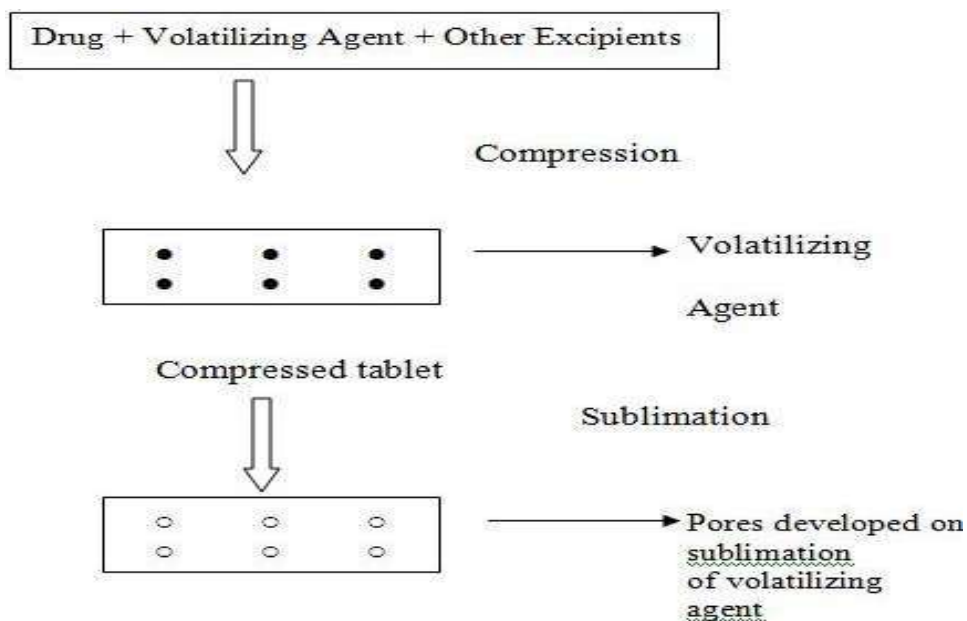 Drug + Volatilizing Agent + Other Excipients
Compression
Volatilizing
Agent
Compressed tablet
Sublimation
Pores developed on
sublimation
of volatilizing
agent